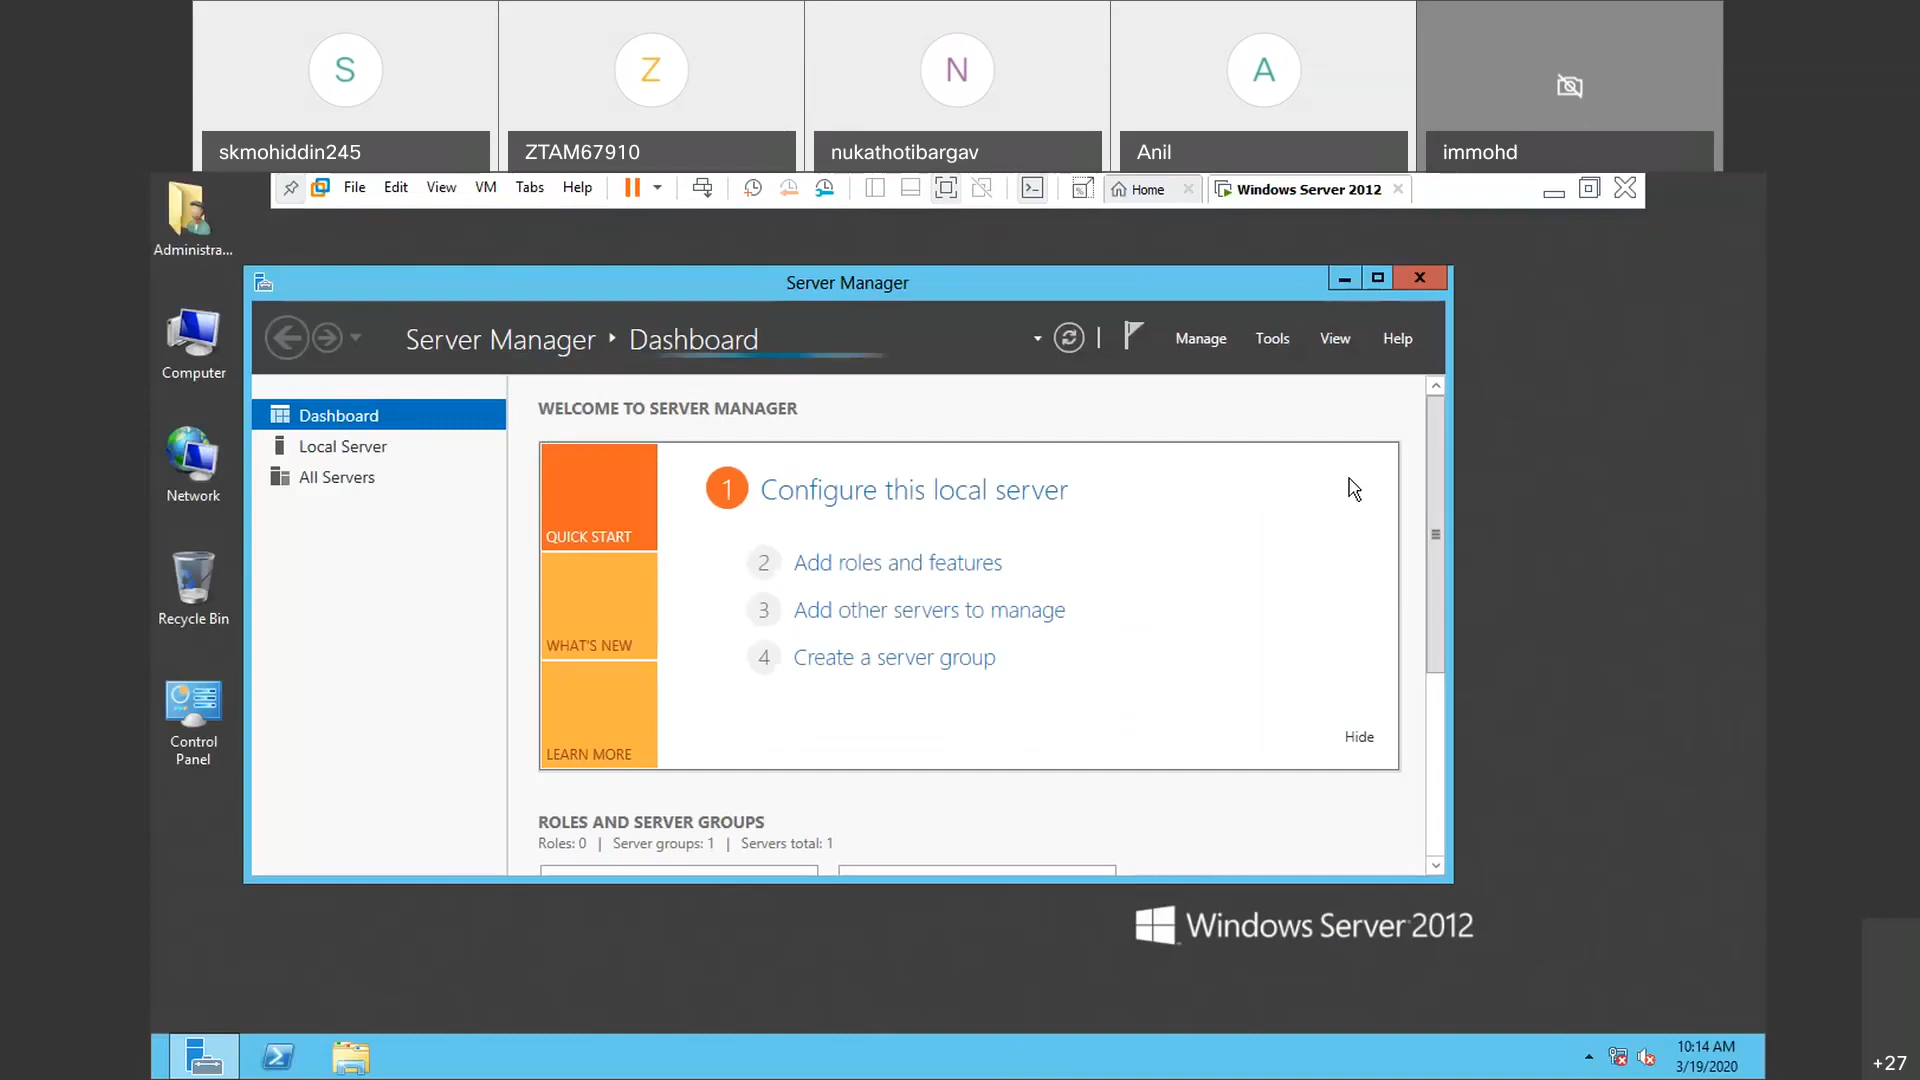 S
Z
N
A
skmohiddin245
ZTAM67910
nukathotibargav
Anil
immohd
File Edit View VM Tabs Help
Home
Windows Server 2012
Administra...
Computer
Network
Recycle Bin
Control
Panel
Server Manager
Server Manager Dashboard
Manage Tools View Help
Dashboard
Local Server
All Servers
WELCOME TO SERVER MANAGER
QUICK START
WHAT'S NEW
LEARN MORE
1 Configure this local server
2 Add roles and features
3 Add other servers to manage
4 Create a server group
Hide
ROLES AND SERVER GROUPS
Roles: 0 | Server groups: 1 | Servers total: 1
Windows Server 2012
10:14 AM
3/19/2020
+27